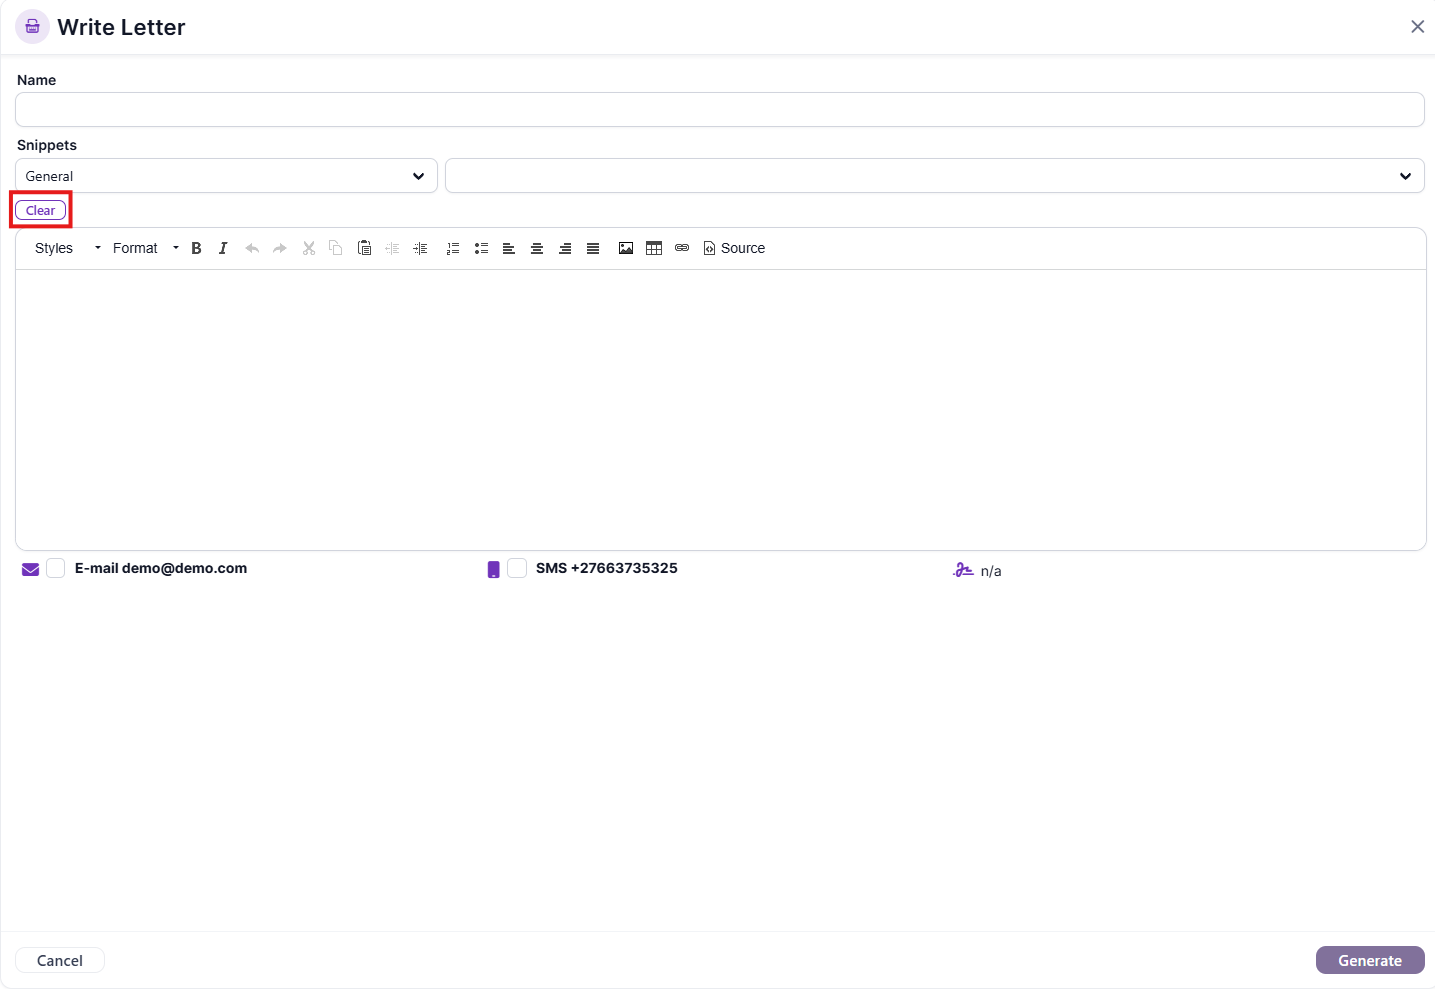 Write Letter
Name
Snippets
General
Clear
Styles Format B I Source
E-mail demo@demo.com SMS +27663735325 n/a
Cancel Generate